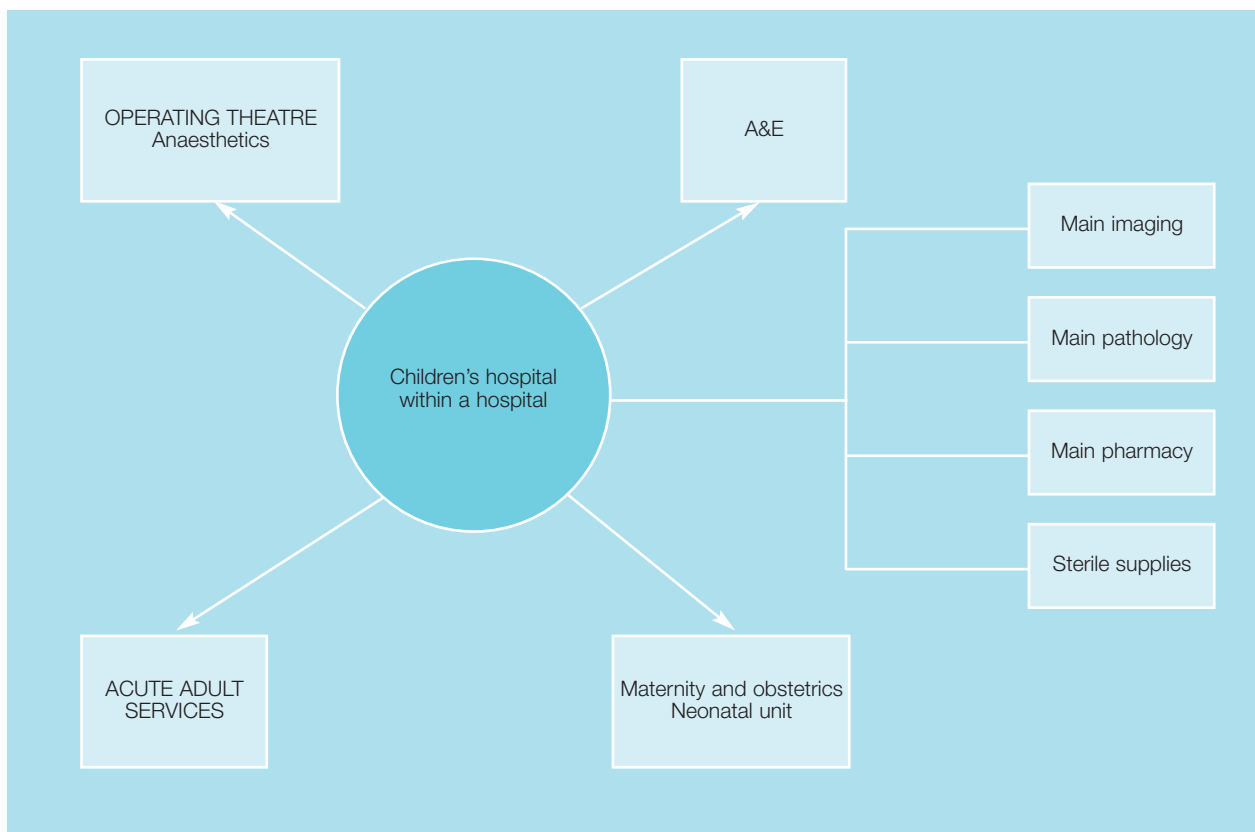 OPERATING THEATRE
Anaesthetics
A&E
Main imaging
Main pathology
Children’s hospital
within a hospital
Main pharmacy
Sterile supplies
ACUTE ADULT
SERVICES
Maternity and obstetrics
Neonatal unit